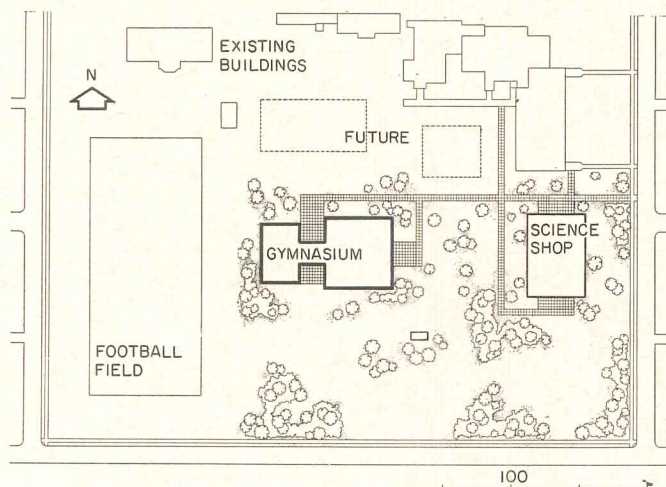 EXISTING
BUILDINGS
N
FUTURE
SCIENCE
SHOP
GYMNASIUM
FOOTBALL
FIELD
100